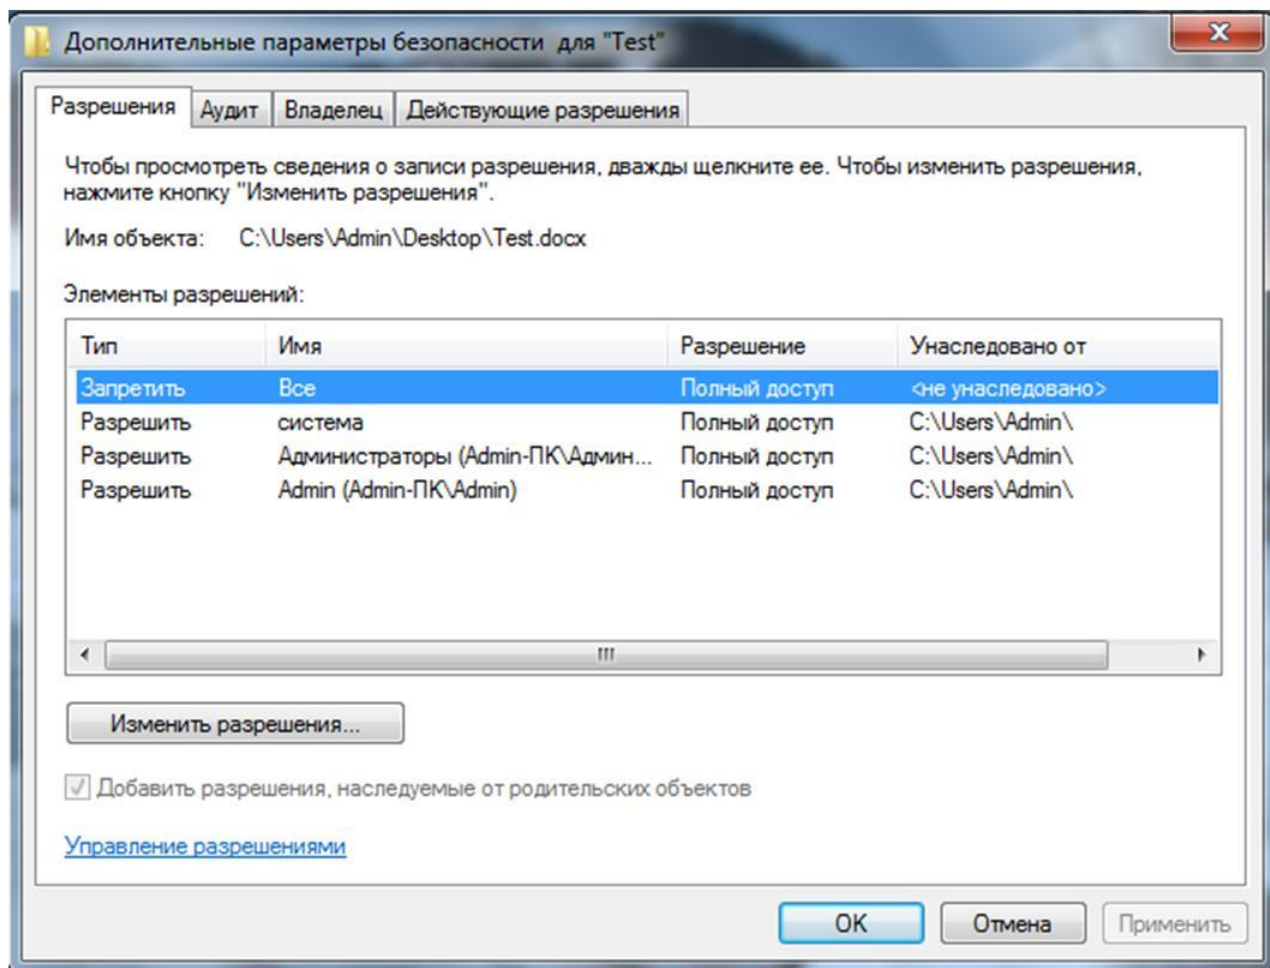 Дополнительные параметры безопасности для "Test"
Разрешения Аудит Владелец Действующие разрешения
Чтобы просмотреть сведения о записи разрешения, дважды щелкните ее. Чтобы изменить разрешения,
нажмите кнопку "Изменить разрешения".
Имя объекта: C:\Users\Admin\Desktop\Test.docx
Элементы разрешений:
Тип Имя Разрешение Унаследовано от
Запретить Все Полный доступ <не унаследовано>
Разрешить система Полный доступ C:\Users\Admin\
Разрешить Администраторы (Admin-ПК\Админ... Полный доступ C:\Users\Admin\
Разрешить Admin (Admin-ПК\Admin) Полный доступ C:\Users\Admin\
Изменить разрешения...
Добавить разрешения, наследуемые от родительских объектов
Управление разрешениями
OK Отмена Применить